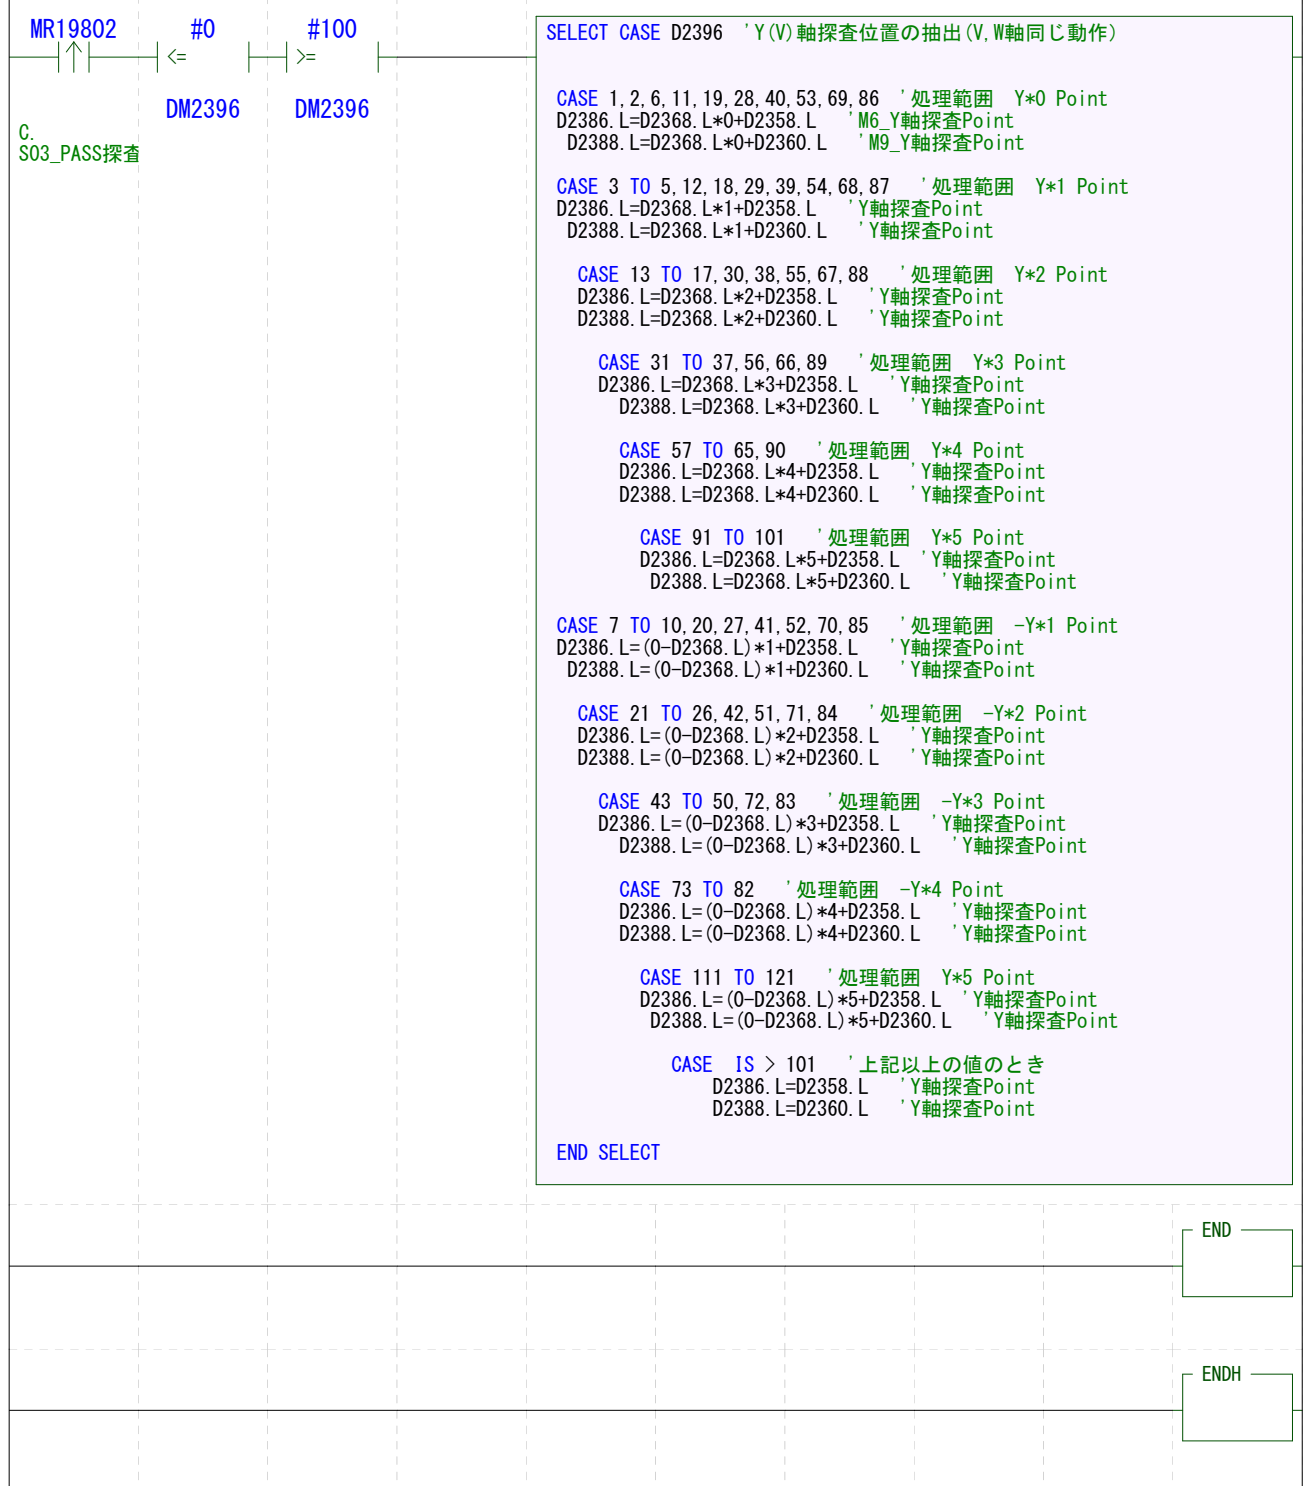 MR19802 #0 #100
<= >=
DM2396 DM2396
C.
S03_PASS探査
SELECT CASE D2396 'Y(V)軸探査位置の抽出(V,W軸同じ動作)
CASE 1,2,6,11,19,28,40,53,69,86 '処理範囲 Y*0 Point
D2386.L=D2368.L*0+D2358.L 'M6_Y軸探査Point
D2388.L=D2368.L*0+D2360.L 'M9_Y軸探査Point
CASE 3 TO 5,12,18,29,39,54,68,87 '処理範囲 Y*1 Point
D2386.L=D2368.L*1+D2358.L 'Y軸探査Point
D2388.L=D2368.L*1+D2360.L 'Y軸探査Point
CASE 13 TO 17,30,38,55,67,88 '処理範囲 Y*2 Point
D2386.L=D2368.L*2+D2358.L 'Y軸探査Point
D2388.L=D2368.L*2+D2360.L 'Y軸探査Point
CASE 31 TO 37,56,66,89 '処理範囲 Y*3 Point
D2386.L=D2368.L*3+D2358.L 'Y軸探査Point
D2388.L=D2368.L*3+D2360.L 'Y軸探査Point
CASE 57 TO 65,90 '処理範囲 Y*4 Point
D2386.L=D2368.L*4+D2358.L 'Y軸探査Point
D2388.L=D2368.L*4+D2360.L 'Y軸探査Point
CASE 91 TO 101 '処理範囲 Y*5 Point
D2386.L=D2368.L*5+D2358.L 'Y軸探査Point
D2388.L=D2368.L*5+D2360.L 'Y軸探査Point
CASE 7 TO 10,20,27,41,52,70,85 '処理範囲 -Y*1 Point
D2386.L=(0-D2368.L)*1+D2358.L 'Y軸探査Point
D2388.L=(0-D2368.L)*1+D2360.L 'Y軸探査Point
CASE 21 TO 26,42,51,71,84 '処理範囲 -Y*2 Point
D2386.L=(0-D2368.L)*2+D2358.L 'Y軸探査Point
D2388.L=(0-D2368.L)*2+D2360.L 'Y軸探査Point
CASE 43 TO 50,72,83 '処理範囲 -Y*3 Point
D2386.L=(0-D2368.L)*3+D2358.L 'Y軸探査Point
D2388.L=(0-D2368.L)*3+D2360.L 'Y軸探査Point
CASE 73 TO 82 '処理範囲 -Y*4 Point
D2386.L=(0-D2368.L)*4+D2358.L 'Y軸探査Point
D2388.L=(0-D2368.L)*4+D2360.L 'Y軸探査Point
CASE 111 TO 121 '処理範囲 Y*5 Point
D2386.L=(0-D2368.L)*5+D2358.L 'Y軸探査Point
D2388.L=(0-D2368.L)*5+D2360.L 'Y軸探査Point
CASE IS > 101 '上記以上の値のとき
D2386.L=D2358.L 'Y軸探査Point
D2388.L=D2360.L 'Y軸探査Point
END SELECT
END
ENDH